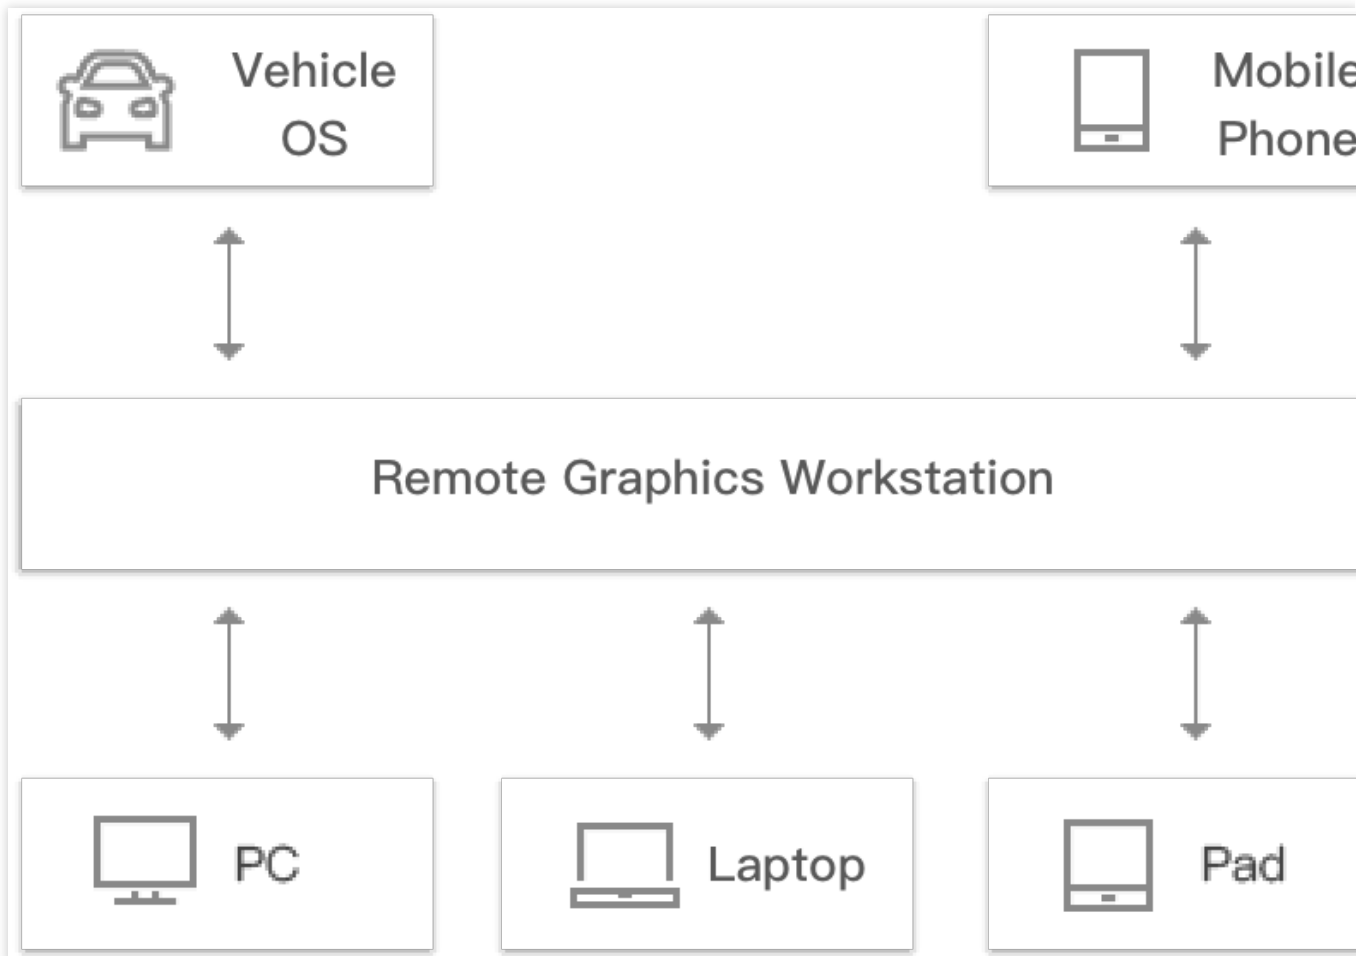 Vehicle
OS
Mobile
Phone
Remote Graphics Workstation
PC
Laptop
Pad